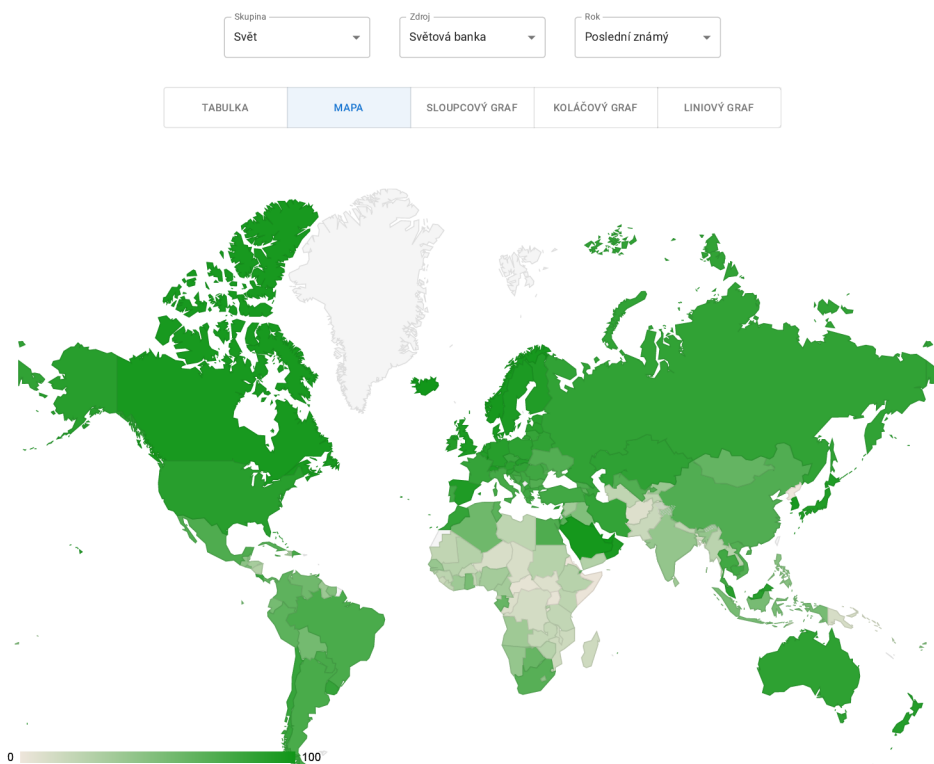 Skupina Zdroj Rok
Svět Světová banka Poslední známý
TABULKA MAPA SLOUPCOVÝ GRAF KOLÁČOVÝ GRAF LINIOVÝ GRAF
0 100